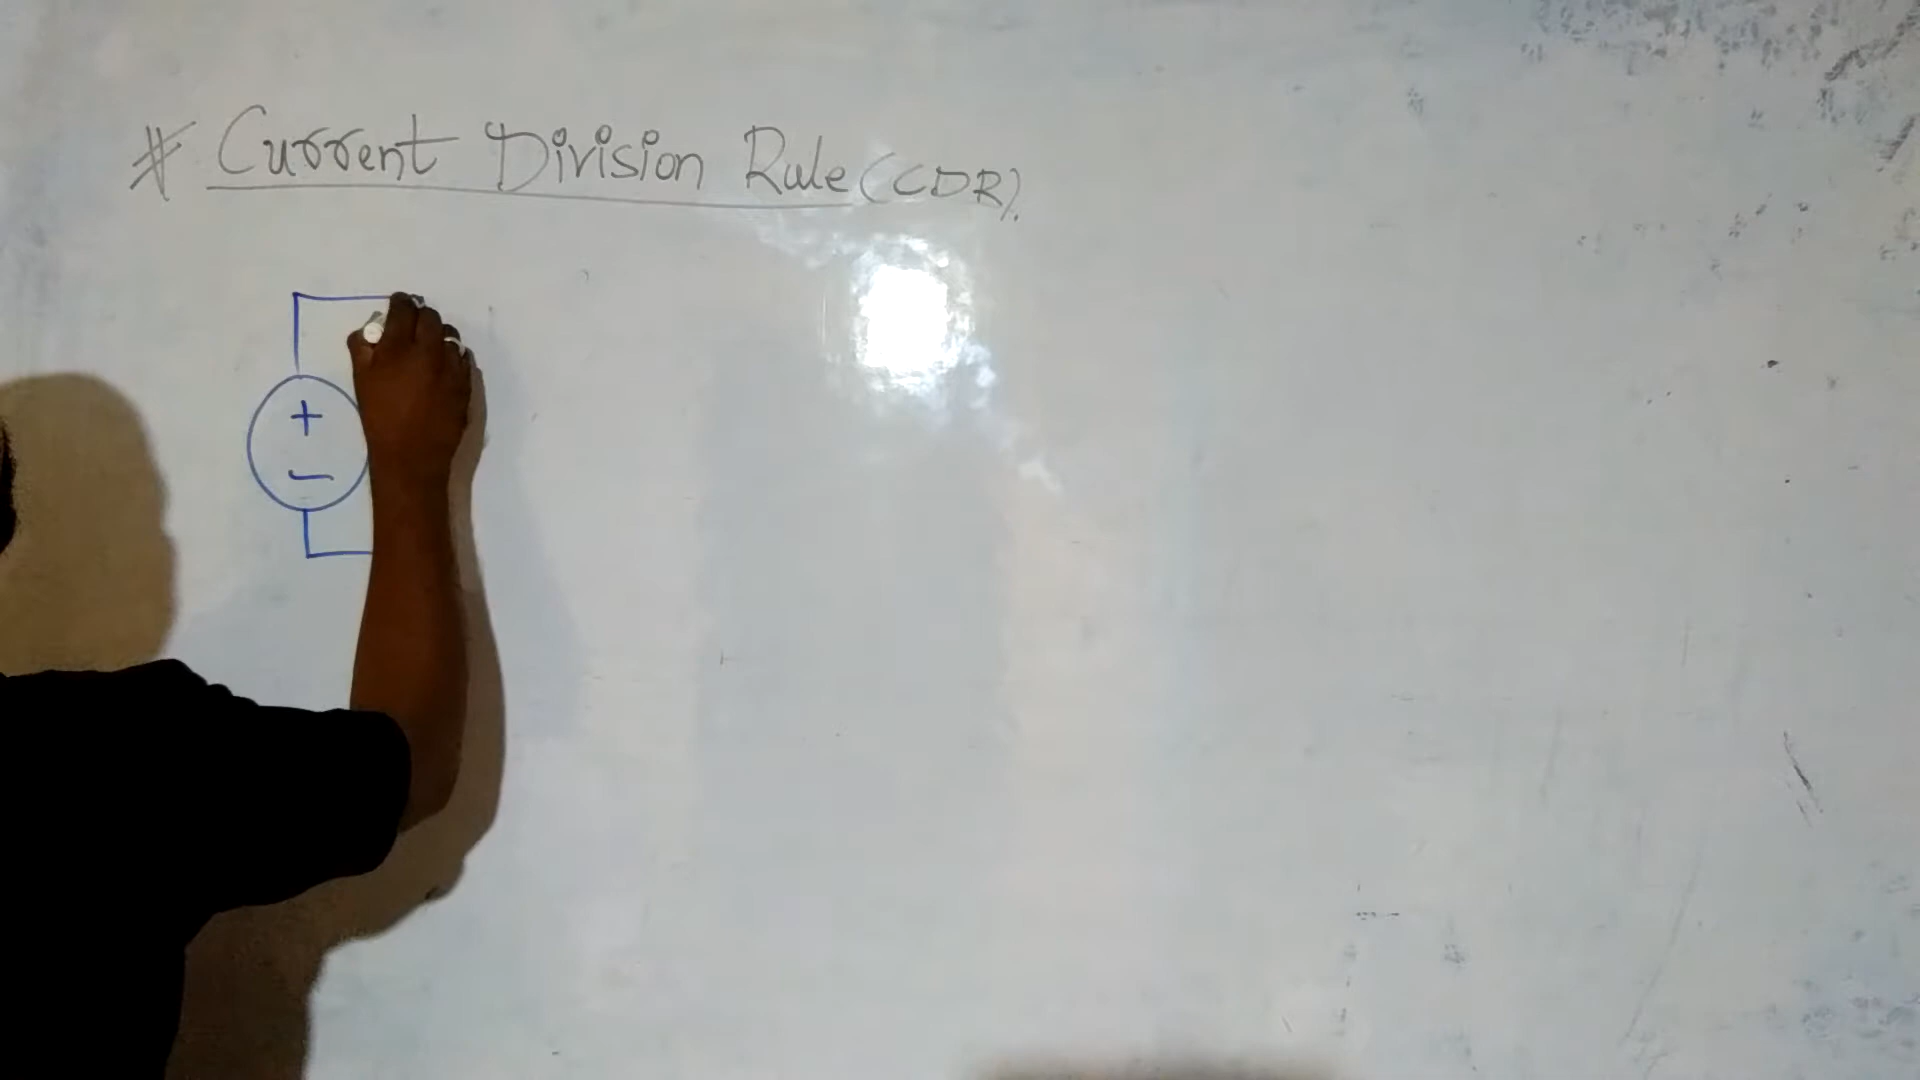 * Current Division Rule (CDR).
+
-